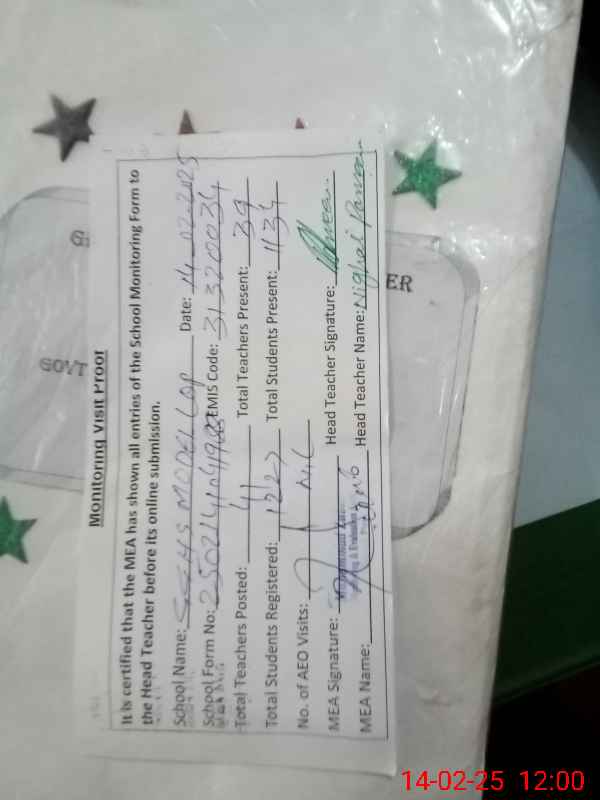 Monitoring Visit Proof
It is certified that the MEA has shown all entries of the School Monitoring Form to
the Head Teacher before its online submission.
School Name: GGHS MODEL Date: 14-02-2025
School Form No: EMIS Code: 31320034
Total Teachers Posted: 41 Total Teachers Present: 39
Total Students Registered: 1227 Total Students Present: 1134
No. of AEO Visits: Nil
MEA Signature: Head Teacher Signature:
MEA Name: Head Teacher Name:
GOVT
ER
14-02-25 12:00